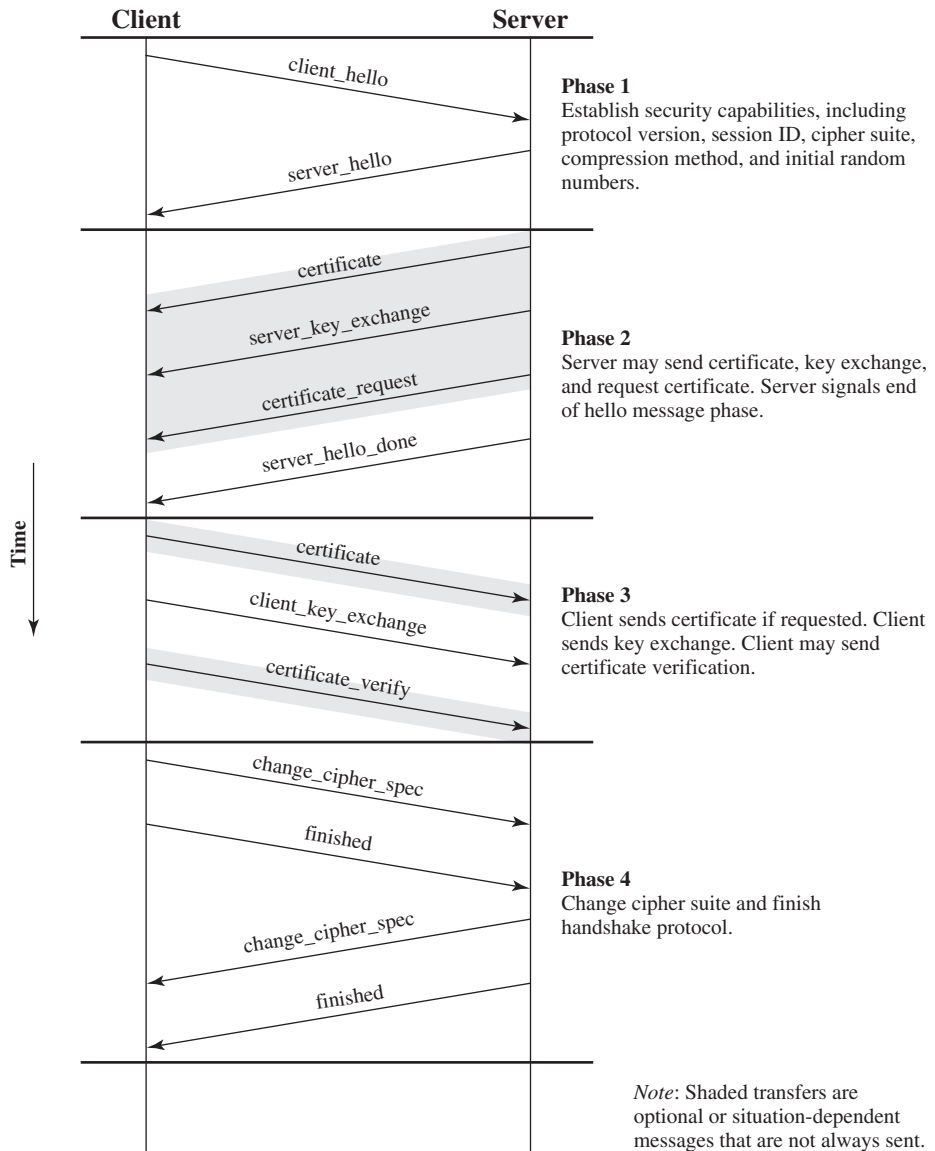 Client
Server
client_hello
server_hello
Phase 1
Establish security capabilities, including
protocol version, session ID, cipher suite,
compression method, and initial random
numbers.
certificate
server_key_exchange
certificate_request
server_hello_done
Phase 2
Server may send certificate, key exchange,
and request certificate. Server signals end
of hello message phase.
Time
certificate
client_key_exchange
certificate_verify
Phase 3
Client sends certificate if requested. Client
sends key exchange. Client may send
certificate verification.
change_cipher_spec
finished
change_cipher_spec
finished
Phase 4
Change cipher suite and finish
handshake protocol.
Note: Shaded transfers are
optional or situation-dependent
messages that are not always sent.